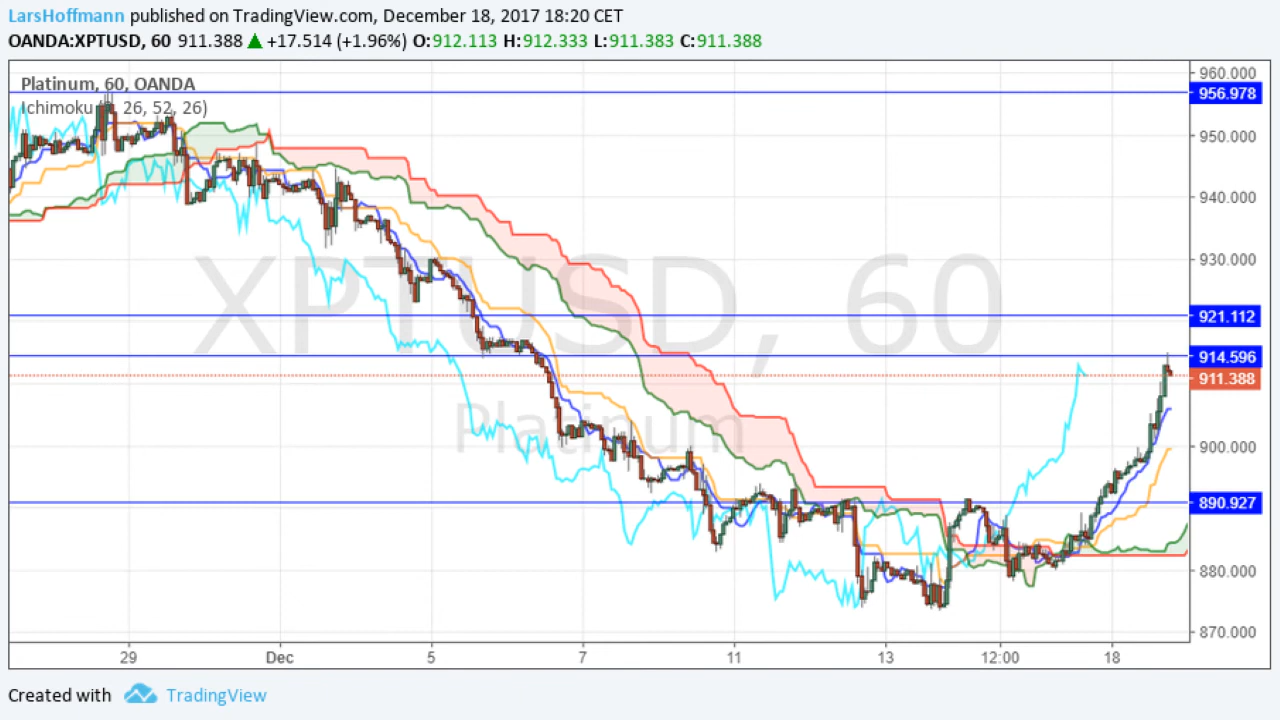 LarsHoffmann published on TradingView.com, December 18, 2017 18:20 CET
OANDA:XPTUSD, 60 911.388 ▲ +17.514 (+1.96%) O:912.113 H:912.333 L:911.383 C:911.388
Platinum, 60, OANDA
Ichimoku 26, 52, 26)
XPTUSD, 60
Platinum
960.000
956.978
950.000
940.000
930.000
921.112
914.596
911.388
900.000
890.927
880.000
870.000
29 Dec 5 7 11 13 12:00 18
Created with TradingView